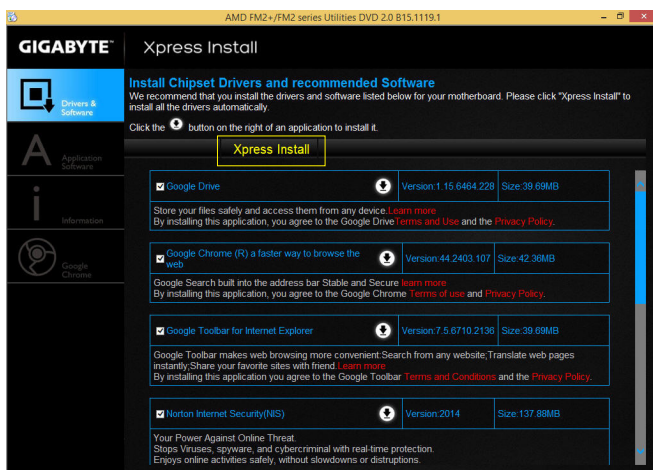 AMD FM2+/FM2 series Utilities DVD 2.0 B15.1119.1
GIGABYTE™
Xpress Install
Drivers &
Software
Application
Software
Information
Google
Chrome
Install Chipset Drivers and recommended Software
We recommend that you install the drivers and software listed below for your motherboard. Please click "Xpress Install" to
install all the drivers automatically.
Click the button on the right of an application to install it.
Xpress Install
Google Drive Version:1.15.6464.228 Size:39.69MB
Store your files safely and access them from any device.Learn more
By installing this application, you agree to the Google DriveTerms and Use and the Privacy Policy.
Google Chrome (R) a faster way to browse the
web Version:44.2403.107 Size:42.36MB
Google Search built into the address bar Stable and Secure learn more
By installing this application, you agree to the Google Chrome Terms of use and Privacy Policy.
Google Toolbar for Internet Explorer Version:7.5.6710.2136 Size:39.69MB
Google Toolbar makes web browsing more convenient:Search from any website;Translate web pages
instantly;Share your favorite sites with friend.Learn more
By installing this application you agree to the Google Toolbar Terms and Conditions and the Privacy Policy.
Norton Internet Security(NIS) Version:2014 Size:137.88MB
Your Power Against Online Threat.
Stops Viruses, spyware, and cybercriminal with real-time protection.
Enjoys online activities safely, without slowdowns or distruptions.